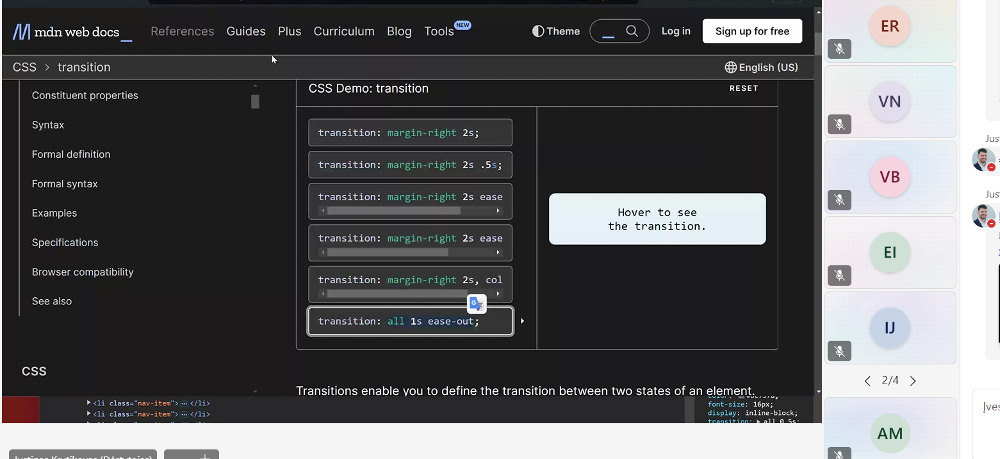 mdn web docs
References Guides Plus Curriculum Blog Tools NEW
Theme
Log in
Sign up for free
CSS > transition
English (US)
Constituent properties
Syntax
Formal definition
Formal syntax
Examples
Specifications
Browser compatibility
See also
CSS
CSS Demo: transition
RESET
transition: margin-right 2s;
transition: margin-right 2s .5s;
transition: margin-right 2s ease
transition: margin-right 2s ease
transition: margin-right 2s, col
transition: all 1s ease-out;
Hover to see
the transition.
Transitions enable you to define the transition between two states of an element.
<li class="nav-item">…</li>
<li class="nav-item">…</li>
font-size: 16px;
display: inline-block;
transition: all 0.5s;
ER
VN
VB
EI
IJ
2/4
AM
Jus
Jus
Įves